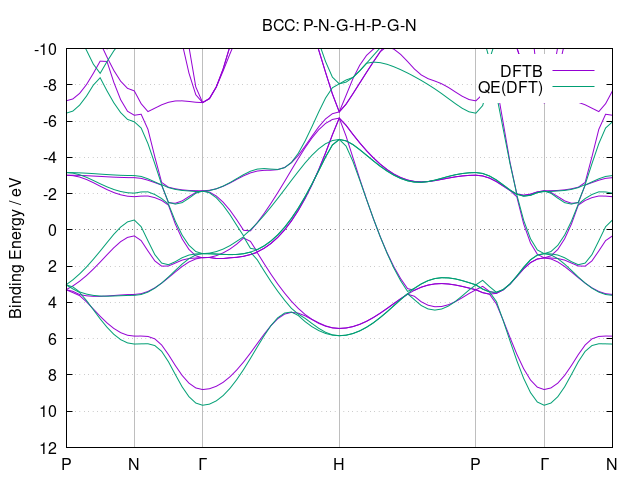 BCC: P-N-G-H-P-G-N
-10
-8
-6
-4
-2
0
2
4
6
8
10
12
Binding Energy / eV
DFTB
QE(DFT)
P N Γ H P Γ N